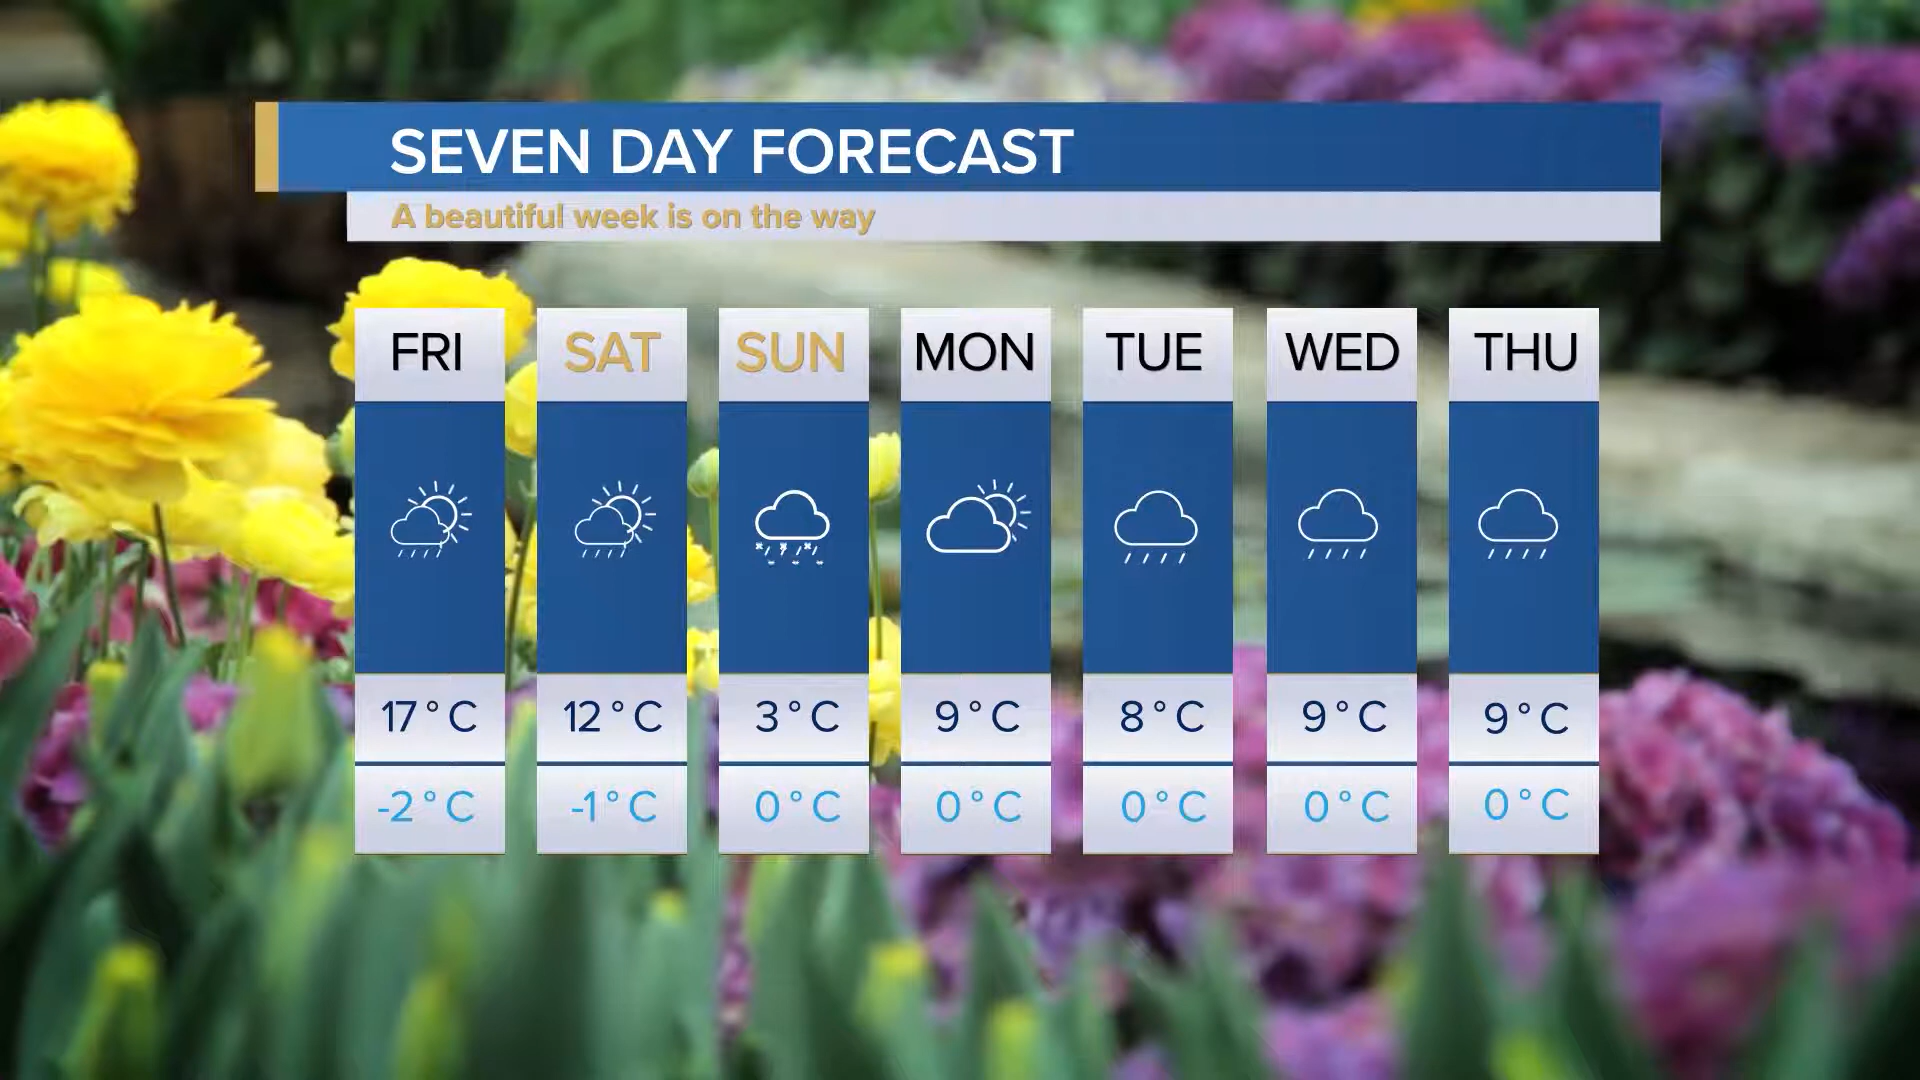 SEVEN DAY FORECAST
A beautiful week is on the way
FRI SAT SUN MON TUE WED THU
17°C 12°C 3°C 9°C 8°C 9°C 9°C
-2°C -1°C 0°C 0°C 0°C 0°C 0°C